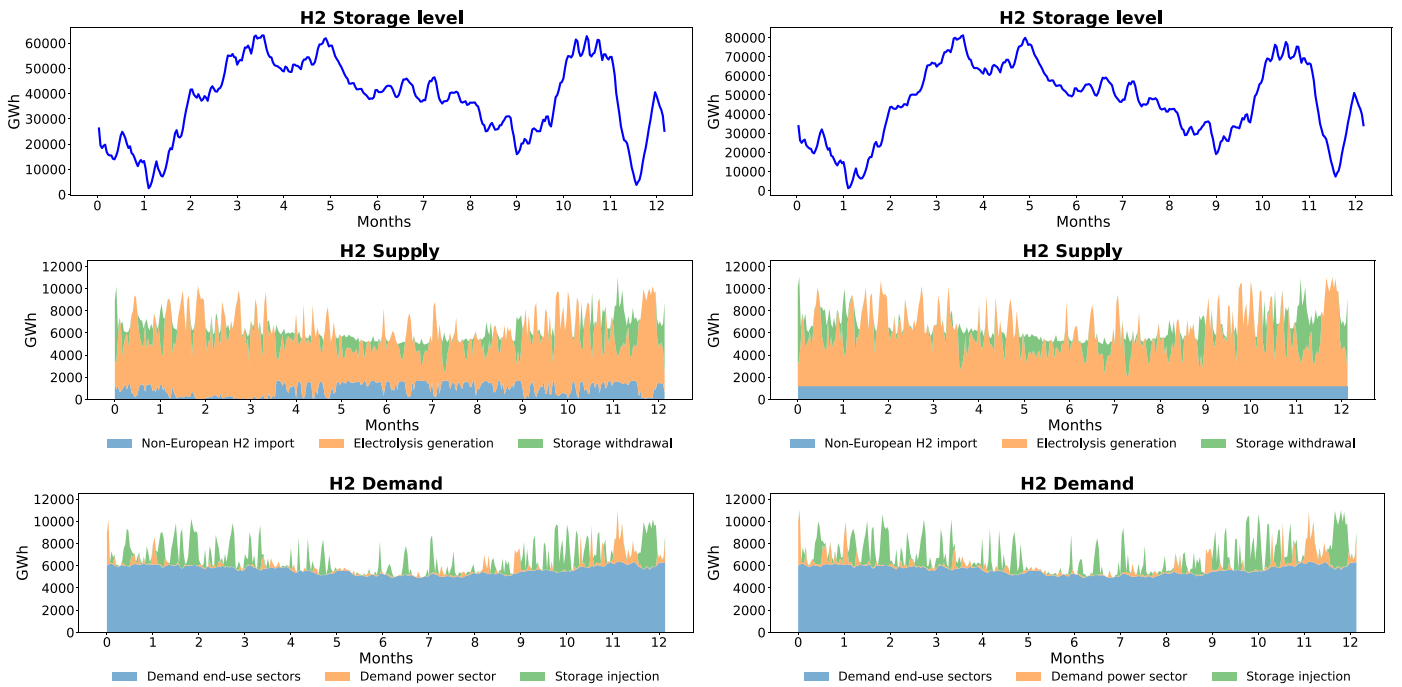 H2 Storage level
GWh
60000
50000
40000
30000
20000
10000
0
0 1 2 3 4 5 6 7 8 9 10 11 12
Months
H2 Storage level
GWh
80000
70000
60000
50000
40000
30000
20000
10000
0
0 1 2 3 4 5 6 7 8 9 10 11 12
Months
H2 Supply
GWh
12000
10000
8000
6000
4000
2000
0
0 1 2 3 4 5 6 7 8 9 10 11 12
Months
Non-European H2 import Electrolysis generation Storage withdrawal
H2 Supply
GWh
12000
10000
8000
6000
4000
2000
0
0 1 2 3 4 5 6 7 8 9 10 11 12
Months
Non-European H2 import Electrolysis generation Storage withdrawal
H2 Demand
GWh
12000
10000
8000
6000
4000
2000
0
0 1 2 3 4 5 6 7 8 9 10 11 12
Months
Demand end-use sectors Demand power sector Storage injection
H2 Demand
GWh
12000
10000
8000
6000
4000
2000
0
0 1 2 3 4 5 6 7 8 9 10 11 12
Months
Demand end-use sectors Demand power sector Storage injection